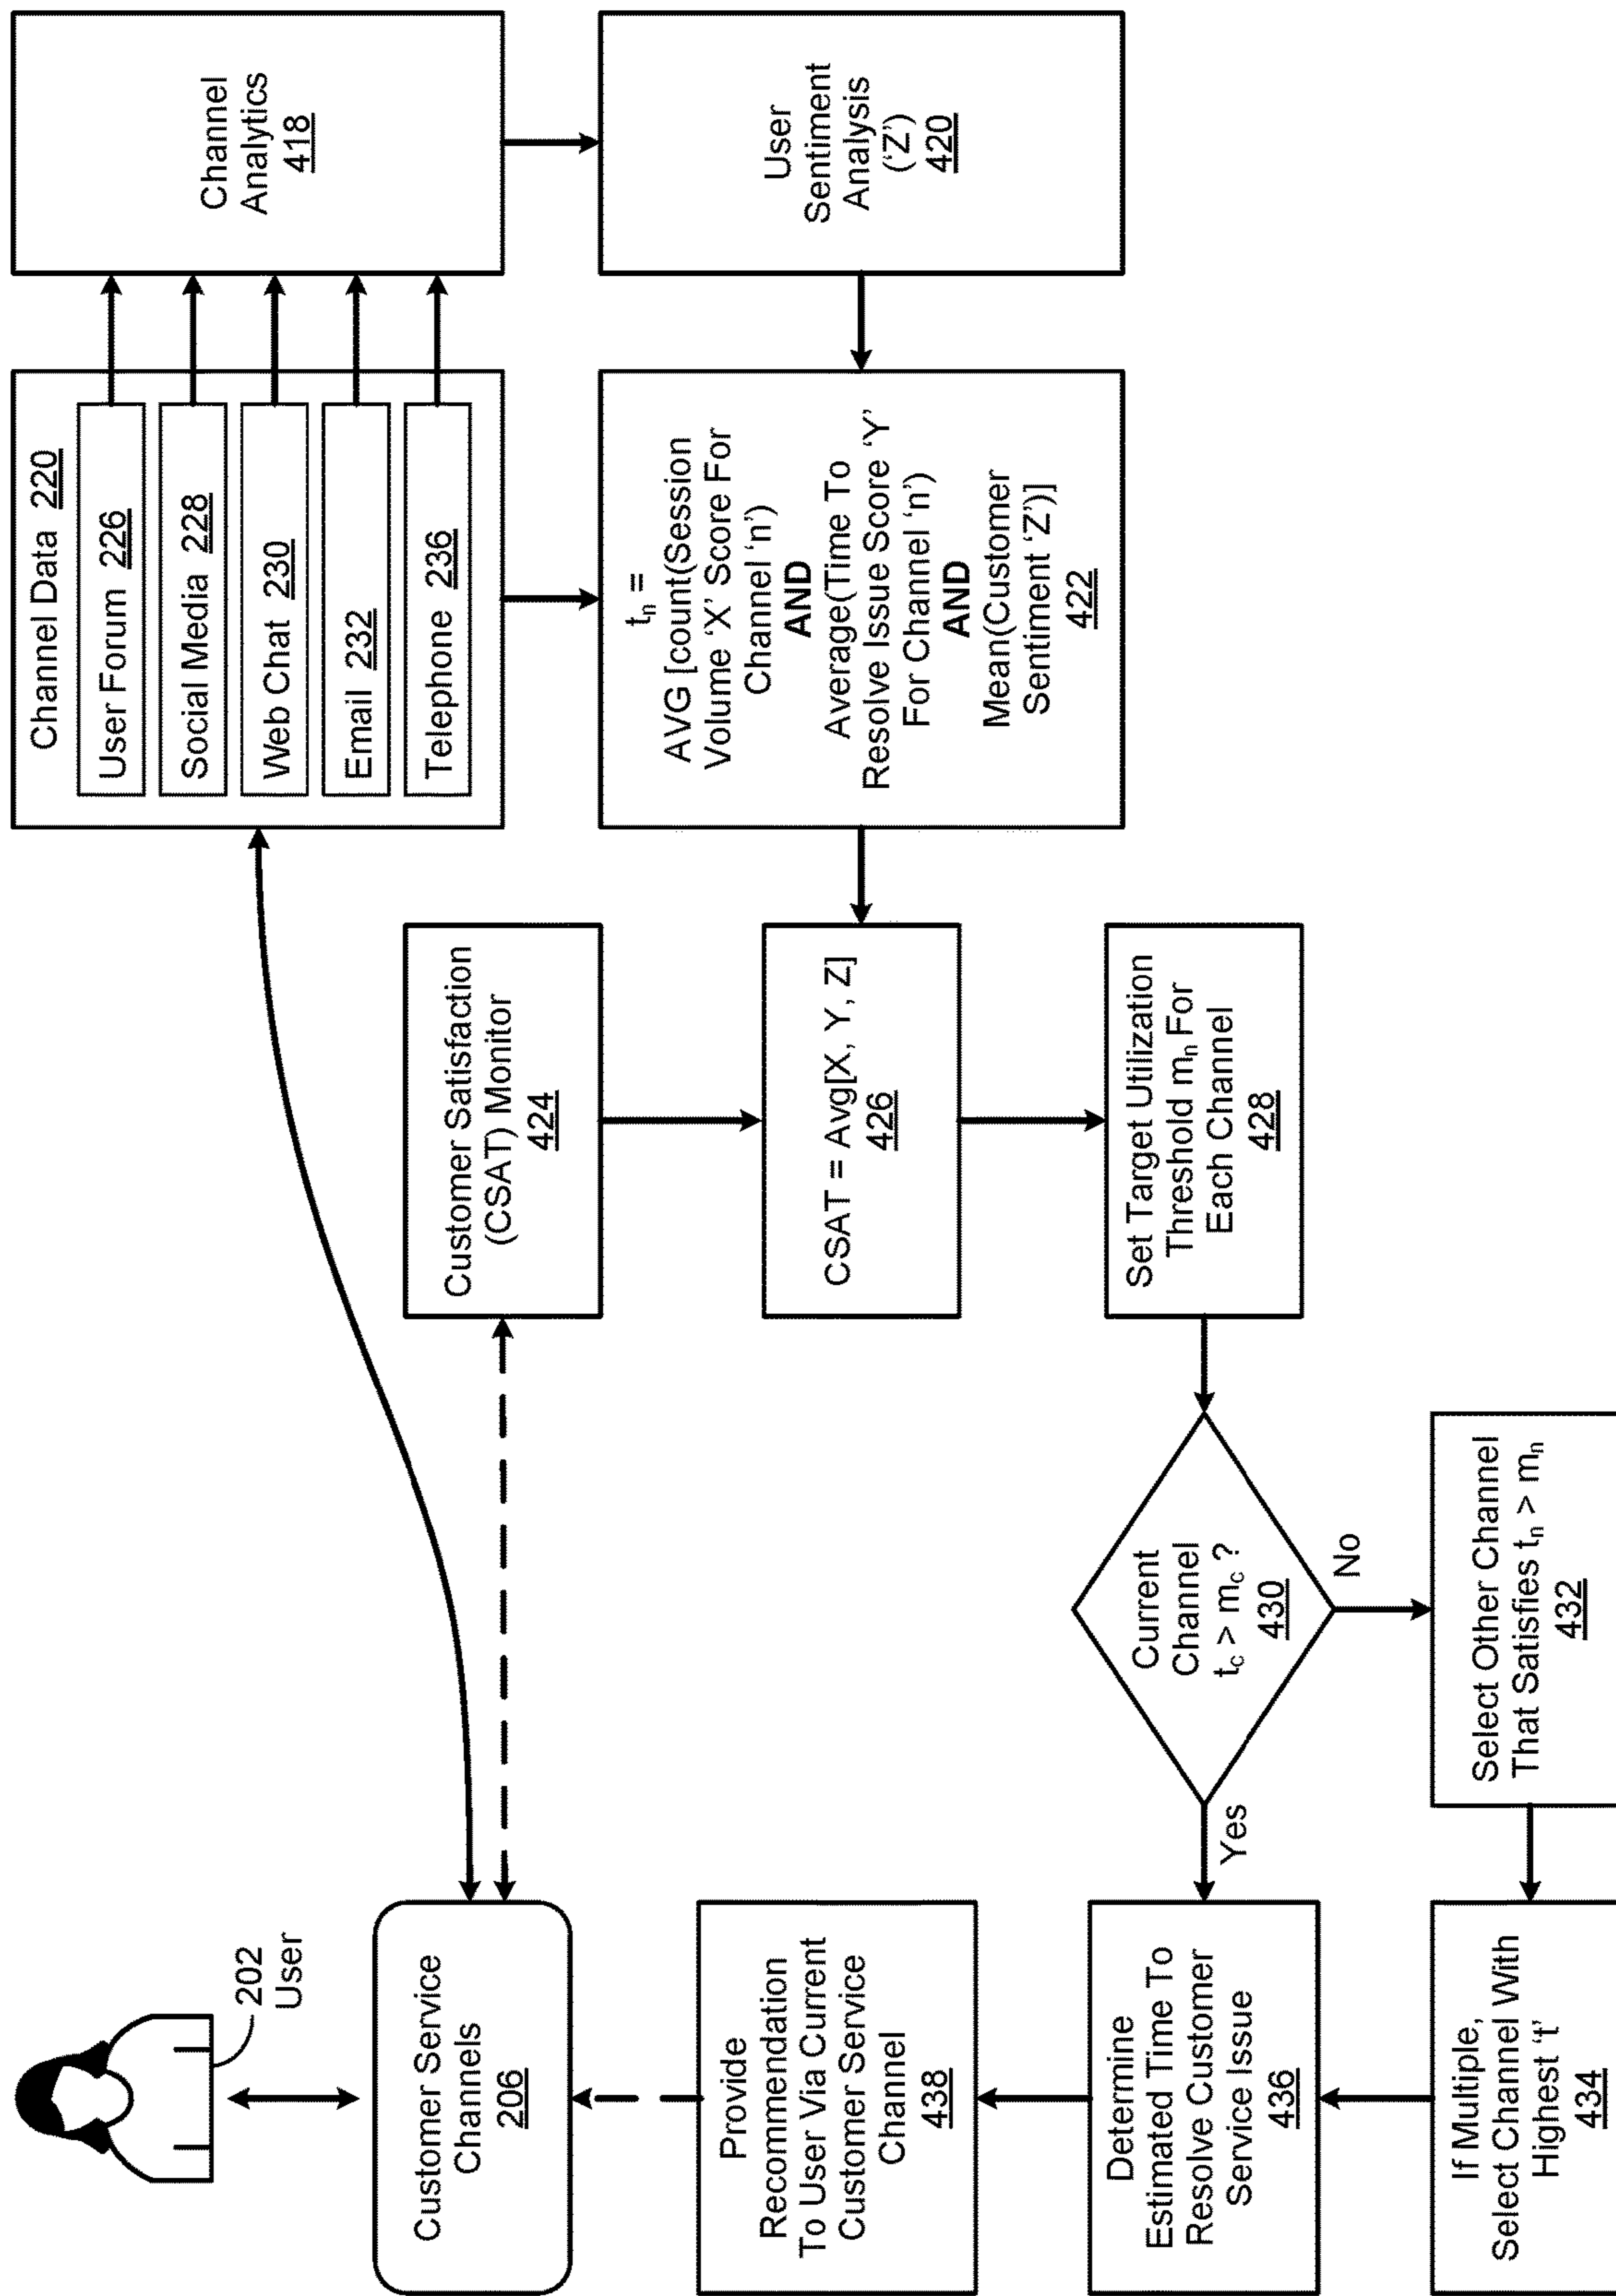 202
User
Customer Service
Channels
206
Channel Data 220
User Forum 226
Social Media 228
Web Chat 230
Email 232
Telephone 236
Channel
Analytics
418
User
Sentiment
Analysis
(‘Z’)
420
tₙ =
AVG [count(Session
Volume ‘X’ Score For
Channel ‘n’)
AND
Average(Time To
Resolve Issue Score ‘Y’
For Channel ‘n’)
AND
Mean(Customer
Sentiment ‘Z’)]
422
Customer Satisfaction
(CSAT) Monitor
424
CSAT = Avg[X, Y, Z]
426
Set Target Utilization
Threshold mₙ For
Each Channel
428
Current
Channel
t_c > m_c ?
430
Yes
No
Select Other Channel
That Satisfies tₙ > mₙ
432
If Multiple,
Select Channel With
Highest ‘t’
434
Determine
Estimated Time To
Resolve Customer
Service Issue
436
Provide
Recommendation
To User Via Current
Customer Service
Channel
438